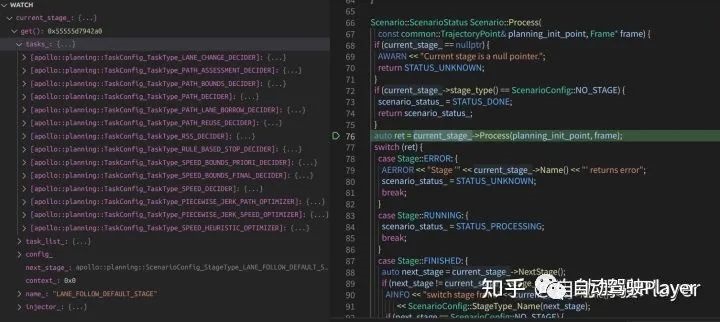 WATCH
current_stage_: {...}
get(): 0x55555d7942a0
tasks_: {...}
[apollo::planning::TaskConfig_TaskType_LANE_CHANGE_DECIDER]: {...}
[apollo::planning::TaskConfig_TaskType_PATH_ASSESSMENT_DECIDER]: {...}
[apollo::planning::TaskConfig_TaskType_PATH_BOUNDS_DECIDER]: {...}
[apollo::planning::TaskConfig_TaskType_PATH_DECIDER]: {...}
[apollo::planning::TaskConfig_TaskType_PATH_LANE_BORROW_DECIDER]: {...}
[apollo::planning::TaskConfig_TaskType_PATH_REUSE_DECIDER]: {...}
[apollo::planning::TaskConfig_TaskType_RSS_DECIDER]: {...}
[apollo::planning::TaskConfig_TaskType_RULE_BASED_STOP_DECIDER]: {...}
[apollo::planning::TaskConfig_TaskType_SPEED_BOUNDS_PRIORI_DECIDER]: {...}
[apollo::planning::TaskConfig_TaskType_SPEED_BOUNDS_FINAL_DECIDER]: {...}
[apollo::planning::TaskConfig_TaskType_SPEED_DECIDER]: {...}
[apollo::planning::TaskConfig_TaskType_PIECEWISE_JERK_PATH_OPTIMIZER]: {...}
[apollo::planning::TaskConfig_TaskType_PIECEWISE_JERK_SPEED_OPTIMIZER]: {...}
[apollo::planning::TaskConfig_TaskType_SPEED_HEURISTIC_OPTIMIZER]: {...}
task_list_: {...}
config_
next_stage_: apollo::planning::ScenarioConfig_StageType_LANE_FOLLOW_DEFAULT_S...
context_: 0x0
name_: "LANE_FOLLOW_DEFAULT_STAGE"
injector_: {...}
64 }
65
66 Scenario::ScenarioStatus Scenario::Process(
67 const common::TrajectoryPoint& planning_init_point, Frame* frame) {
68 if (current_stage_ == nullptr) {
69 AWARN << "Current stage is a null pointer.";
70 return STATUS_UNKNOWN;
71 }
72 if (current_stage_->stage_type() == ScenarioConfig::NO_STAGE) {
73 scenario_status_ = STATUS_DONE;
74 return scenario_status_;
75 }
76 auto ret = current_stage_->Process(planning_init_point, frame);
77 switch (ret) {
78 case Stage::ERROR: {
79 AERROR << "Stage '" << current_stage_->Name() << "' returns error";
80 scenario_status_ = STATUS_UNKNOWN;
81 break;
82 }
83 case Stage::RUNNING: {
84 scenario_status_ = STATUS_PROCESSING;
85 break;
86 }
87 case Stage::FINISHED: {
88 auto next_stage = current_stage_->NextStage();
89 if (next_stage != current_stage_
90 AINFO << "switch stage f
91 << ScenarioConfig::StageType_Name(next_stage);
92 if (next_stage == ScenarioConfig::NO_STAGE) {
知乎 @自动驾驶Player